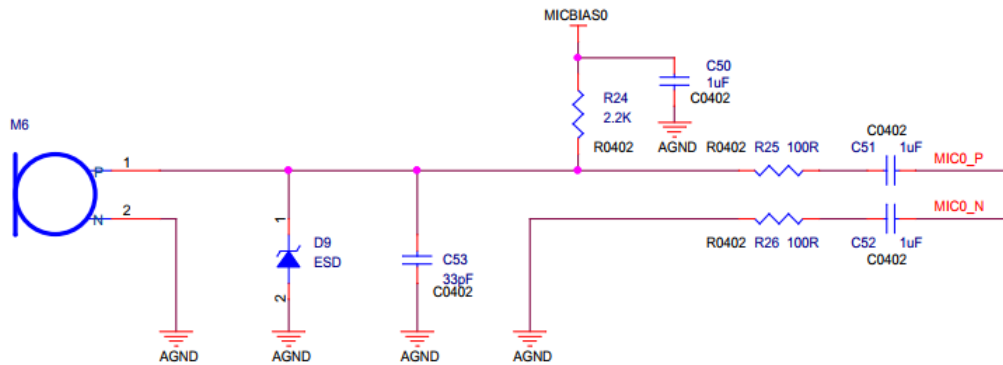 MICBIAS0
C50
1uF
C0402
R24
2.2K
R0402
AGND
M6
P
1
N
2
R0402 R25 100R
C0402
C51 1uF
MIC0_P
MIC0_N
R0402 R26 100R
C52 1uF
C0402
1
D9
ESD
2
C53
33pF
C0402
AGND
AGND
AGND
AGND